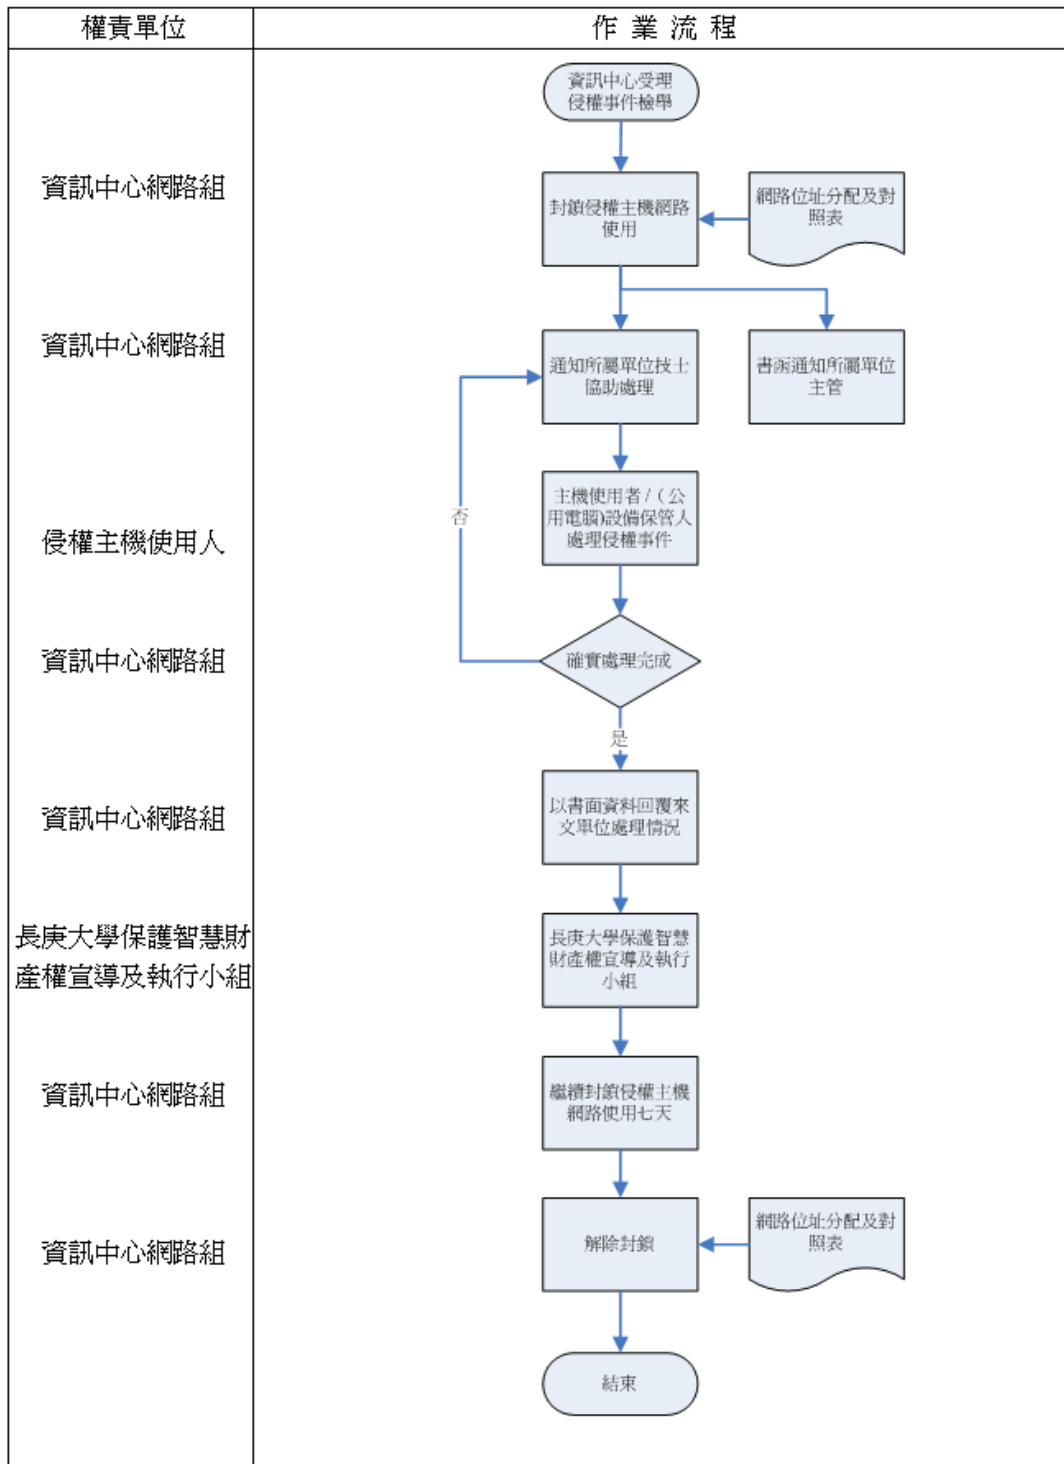 權責單位
作 業 流 程
資訊中心受理
侵權事件檢舉
資訊中心網路組
封鎖侵權主機網路
使用
網路位址分配及對
照表
資訊中心網路組
通知所屬單位技士
協助處理
書函通知所屬單位
主管
否
侵權主機使用人
主機使用者/（公
用電腦)設備保管人
處理侵權事件
資訊中心網路組
確實處理完成
是
資訊中心網路組
以書面資料回覆來
文單位處理情況
長庚大學保護智慧財
產權宣導及執行小組
長庚大學保護智慧
財產權宣導及執行
小組
資訊中心網路組
繼續封鎖侵權主機
網路使用七天
資訊中心網路組
解除封鎖
網路位址分配及對
照表
結束